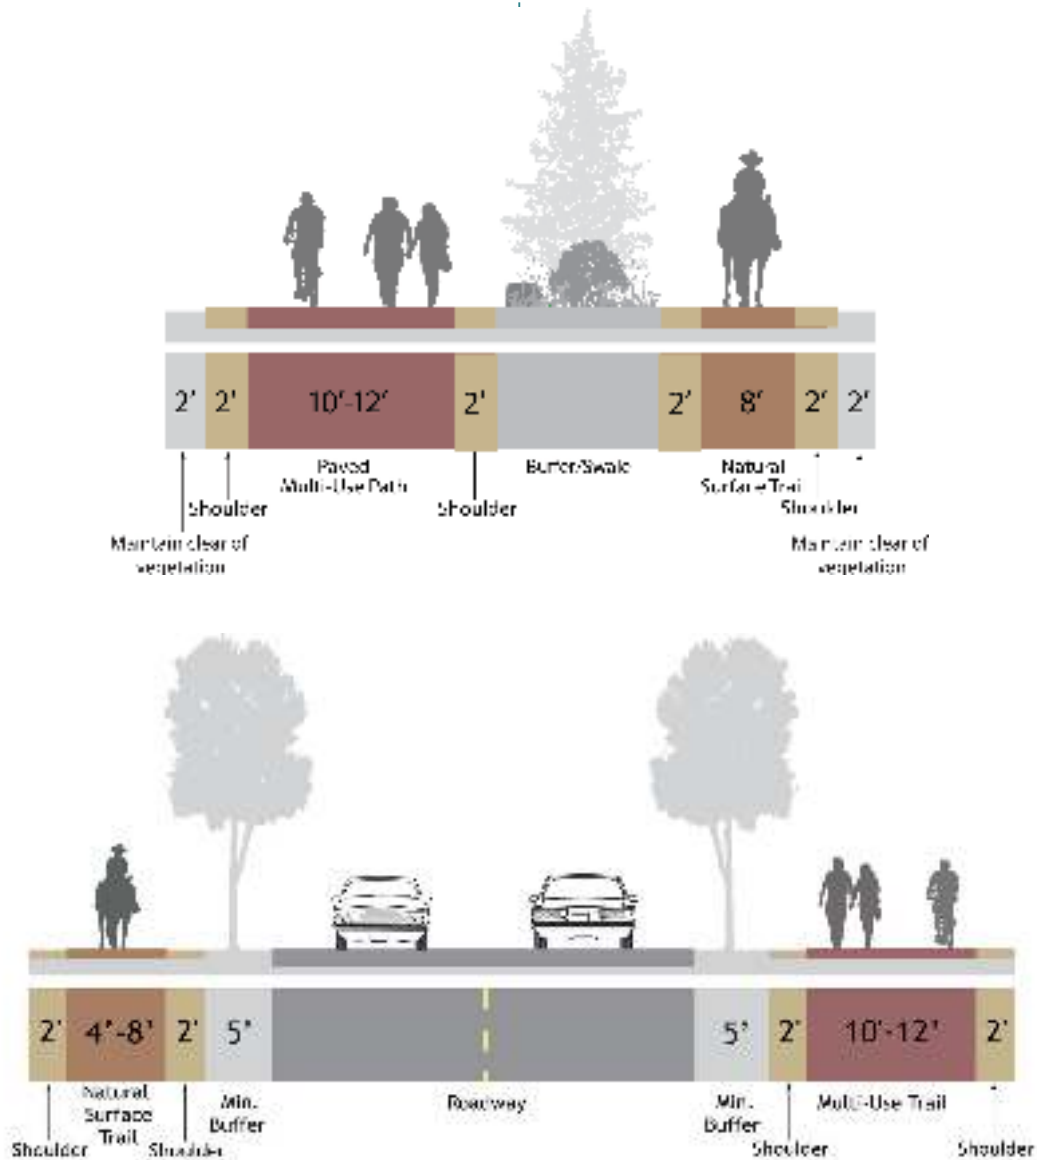 2' 2' 10'-12' 2' 2' 8' 2' 2'
Paved
Multi-Use Path
Buffer/Swale
Natural
Surface Trail
Shoulder
Shoulder
Shoulder
Maintain clear of
vegetation
Maintain clear of
vegetation
2' 4'-8' 2' 5' 5' 2' 10'-12' 2'
Natural
Surface
Trail
Min.
Buffer
Roadway
Min.
Buffer
Multi-Use Trail
Shoulder
Shoulder
Shoulder
Shoulder